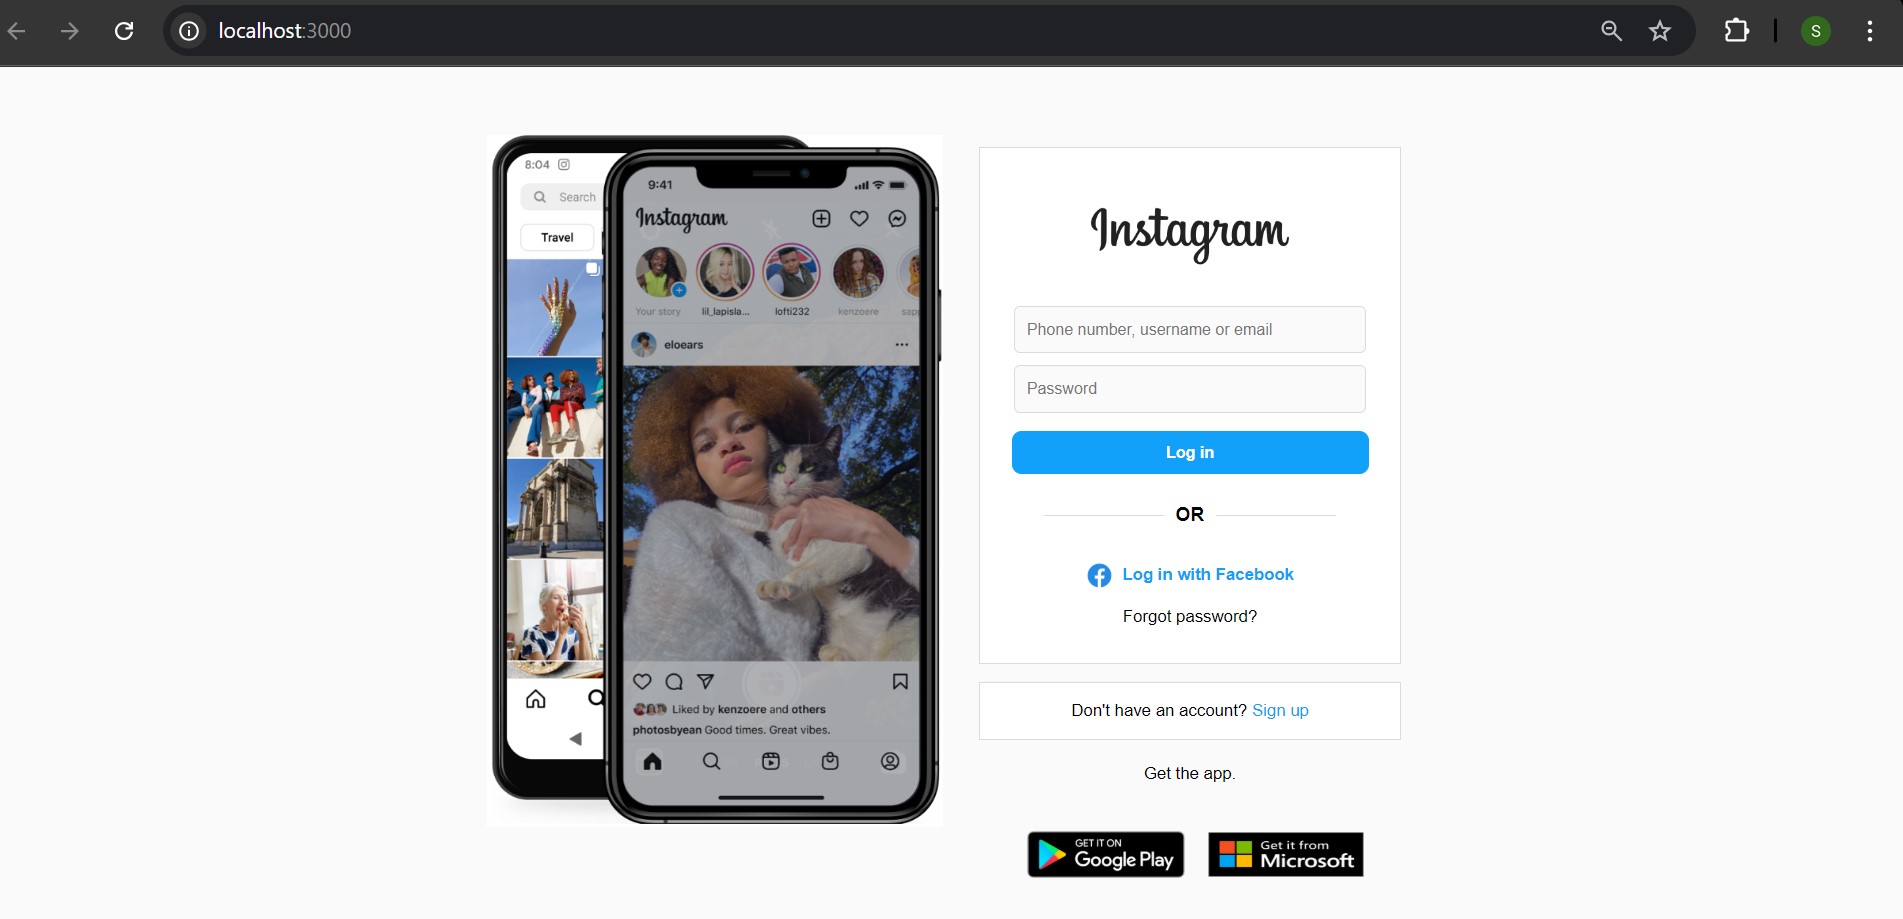 localhost:3000
S
8:04
Search
Travel
9:41
Instagram
Your story
lil_lapisla...
lofti232
kenzoere
sapp
eloears
Liked by kenzoere and others
photosbyean Good times. Great vibes.
Instagram
Phone number, username or email
Password
Log in
OR
Log in with Facebook
Forgot password?
Don't have an account? Sign up
Get the app.
GET IT ON
Google Play
Get it from
Microsoft